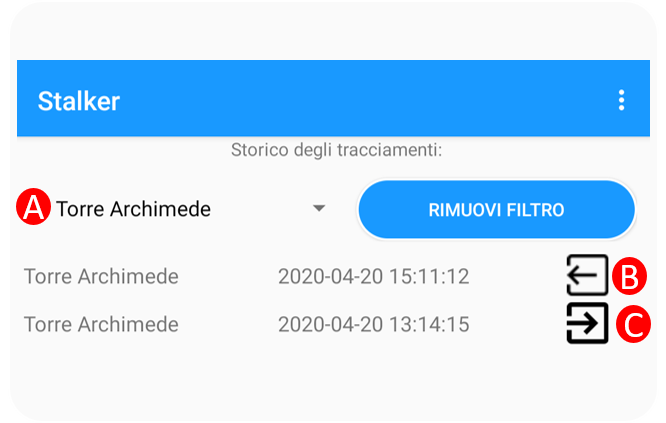 Stalker
Storico degli tracciamenti:
A Torre Archimede RIMUOVI FILTRO
Torre Archimede 2020-04-20 15:11:12 B
Torre Archimede 2020-04-20 13:14:15 C